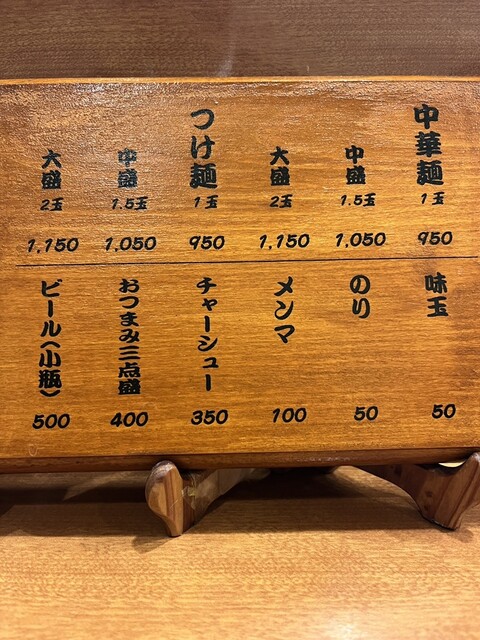 中華麺 1玉 950
中盛 1.5玉 1,050
大盛 2玉 1,150
つけ麺 1玉 950
中盛 1.5玉 1,050
大盛 2玉 1,150
味玉 50
のり 50
メンマ 100
チャーシュー 350
おつまみ三点盛 400
ビール(小瓶) 500